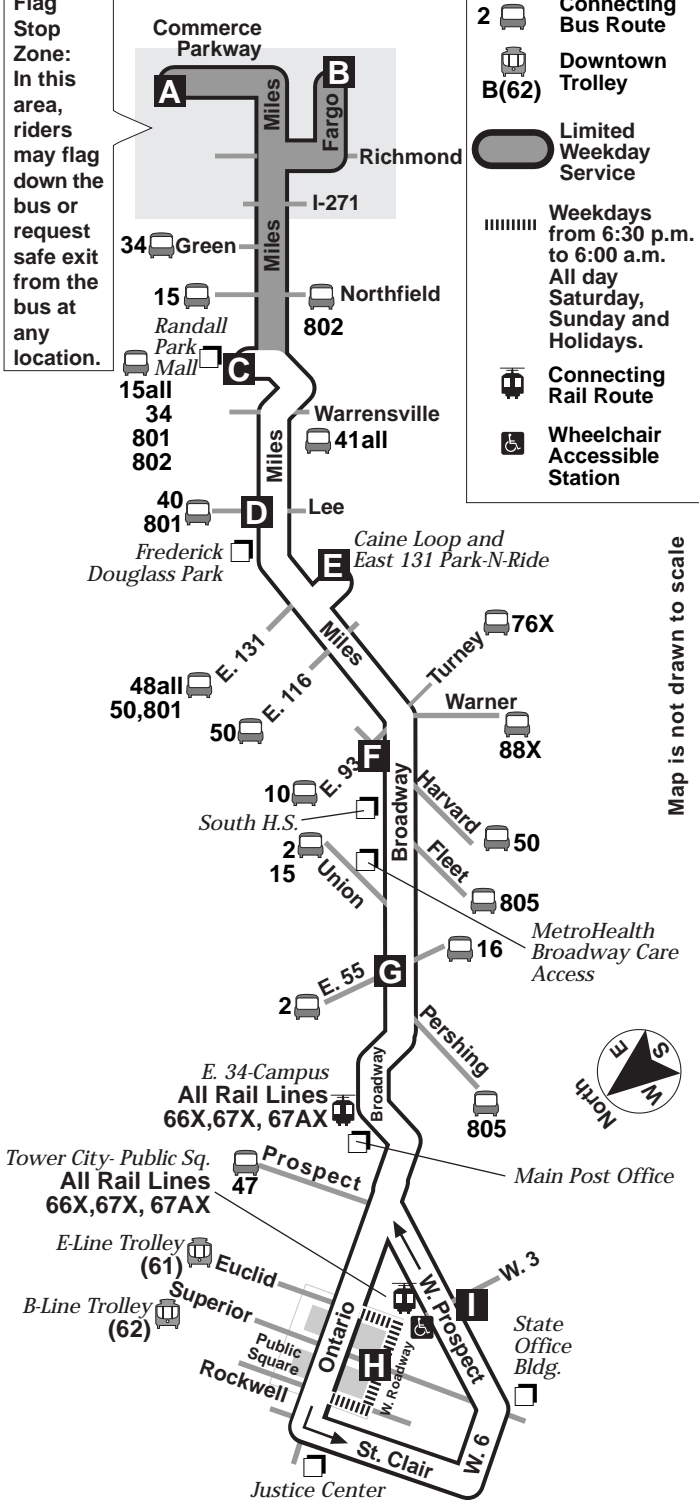 Flag
Stop
Zone:
In this
area,
riders
may flag
down the
bus or
request
safe exit
from the
bus at
any
location.
Commerce
Parkway
A
B
Miles
Fargo
Richmond
I-271
34
Green
Miles
15
Northfield
802
Randall
Park
Mall
C
15all
34
801
802
Warrensville
41all
Miles
40
801
D
Lee
Frederick
Douglass Park
E
Caine Loop and
East 131 Park-N-Ride
Miles
E. 131
48all
50,801
E. 116
50
Turney
76X
Warner
88X
F
E. 93
10
South H.S.
Broadway
Harvard
50
2
15
Union
Fleet
805
MetroHealth
Broadway Care
Access
G
16
E. 55
2
Pershing
805
Broadway
E. 34-Campus
All Rail Lines
66X,67X, 67AX
Main Post Office
Tower City- Public Sq.
All Rail Lines
66X,67X, 67AX
47
Prospect
E-Line Trolley
(61)
Euclid
B-Line Trolley
(62)
Superior
Public
Square
Rockwell
Ontario
H
W. Roadway
W. Prospect
I
W. 3
State
Office
Bldg.
St. Clair
W. 6
Justice Center
2
Connecting
Bus Route
B(62)
Downtown
Trolley
Limited
Weekday
Service
Weekdays
from 6:30 p.m.
to 6:00 a.m.
All day
Saturday,
Sunday and
Holidays.
Connecting
Rail Route
Wheelchair
Accessible
Station
Map is not drawn to scale
E
S
W
North